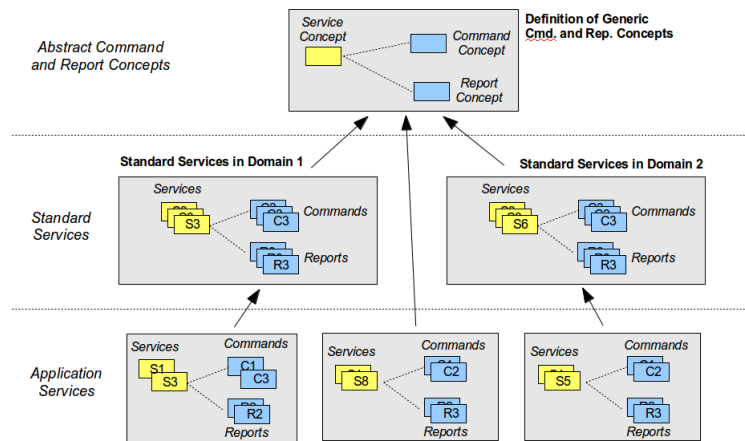 Abstract Command
and Report Concepts
Service
Concept
Command
Concept
Report
Concept
Definition of Generic
Cmd. and Rep. Concepts
Standard Services in Domain 1
Standard Services in Domain 2
Standard
Services
Services
S3
C3
Commands
R3
Reports
Services
S6
C3
Commands
R3
Reports
Application
Services
Services
S1
S3
Commands
C1
C3
R2
Reports
Services
S8
Commands
C2
R3
Reports
Services
S5
Commands
C2
R3
Reports